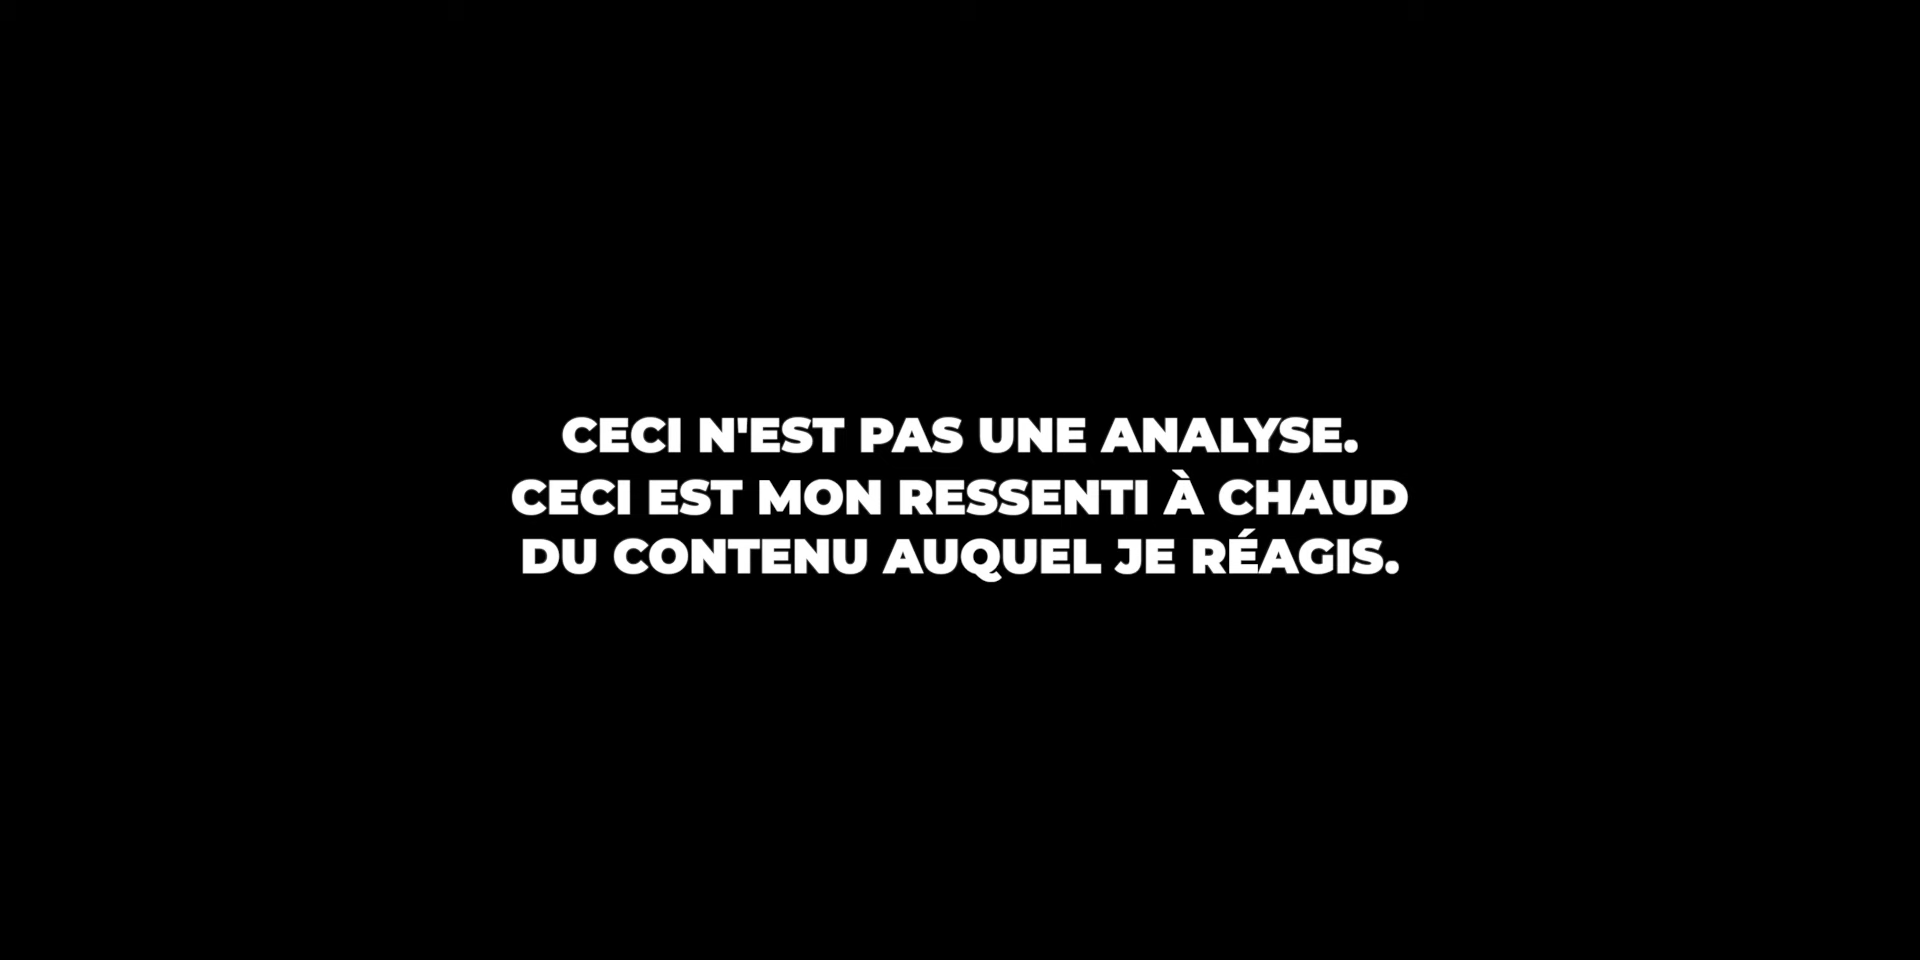 CECI N'EST PAS UNE ANALYSE.
CECI EST MON RESSENTI À CHAUD
DU CONTENU AUQUEL JE RÉAGIS.